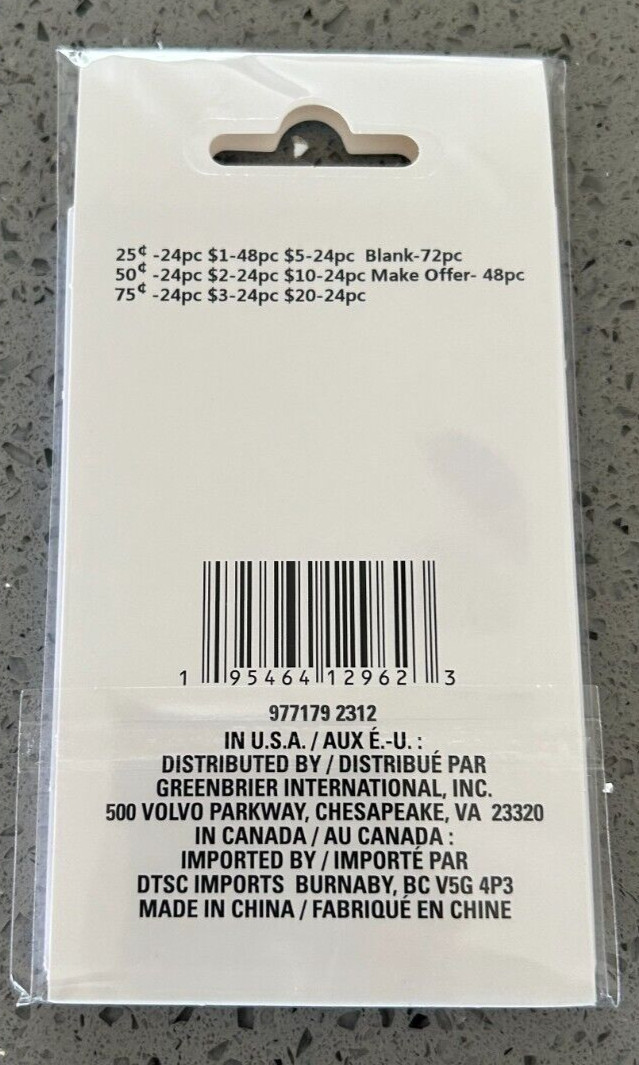 25¢ -24pc $1-48pc $5-24pc Blank-72pc
50¢ -24pc $2-24pc $10-24pc Make Offer- 48pc
75¢ -24pc $3-24pc $20-24pc
1 95464 12962 3
977179 2312
IN U.S.A. / AUX É.-U. :
DISTRIBUTED BY / DISTRIBUÉ PAR
GREENBRIER INTERNATIONAL, INC.
500 VOLVO PARKWAY, CHESAPEAKE, VA 23320
IN CANADA / AU CANADA :
IMPORTED BY / IMPORTÉ PAR
DTSC IMPORTS BURNABY, BC V5G 4P3
MADE IN CHINA / FABRIQUÉ EN CHINE